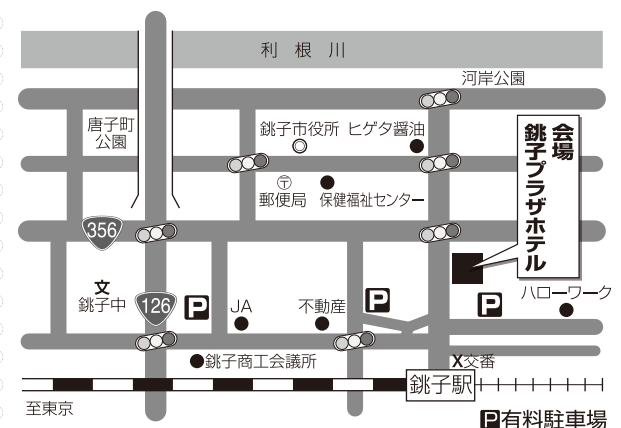 利根川
河岸公園
唐子町
公園
銚子市役所
ヒゲタ醤油
会場
銚子プラザホテル
〒
郵便局
保健福祉センター
356
文
銚子中
126
P
JA
不動産
P
P
ハローワーク
銚子商工会議所
X交番
銚子駅
至東京
P有料駐車場